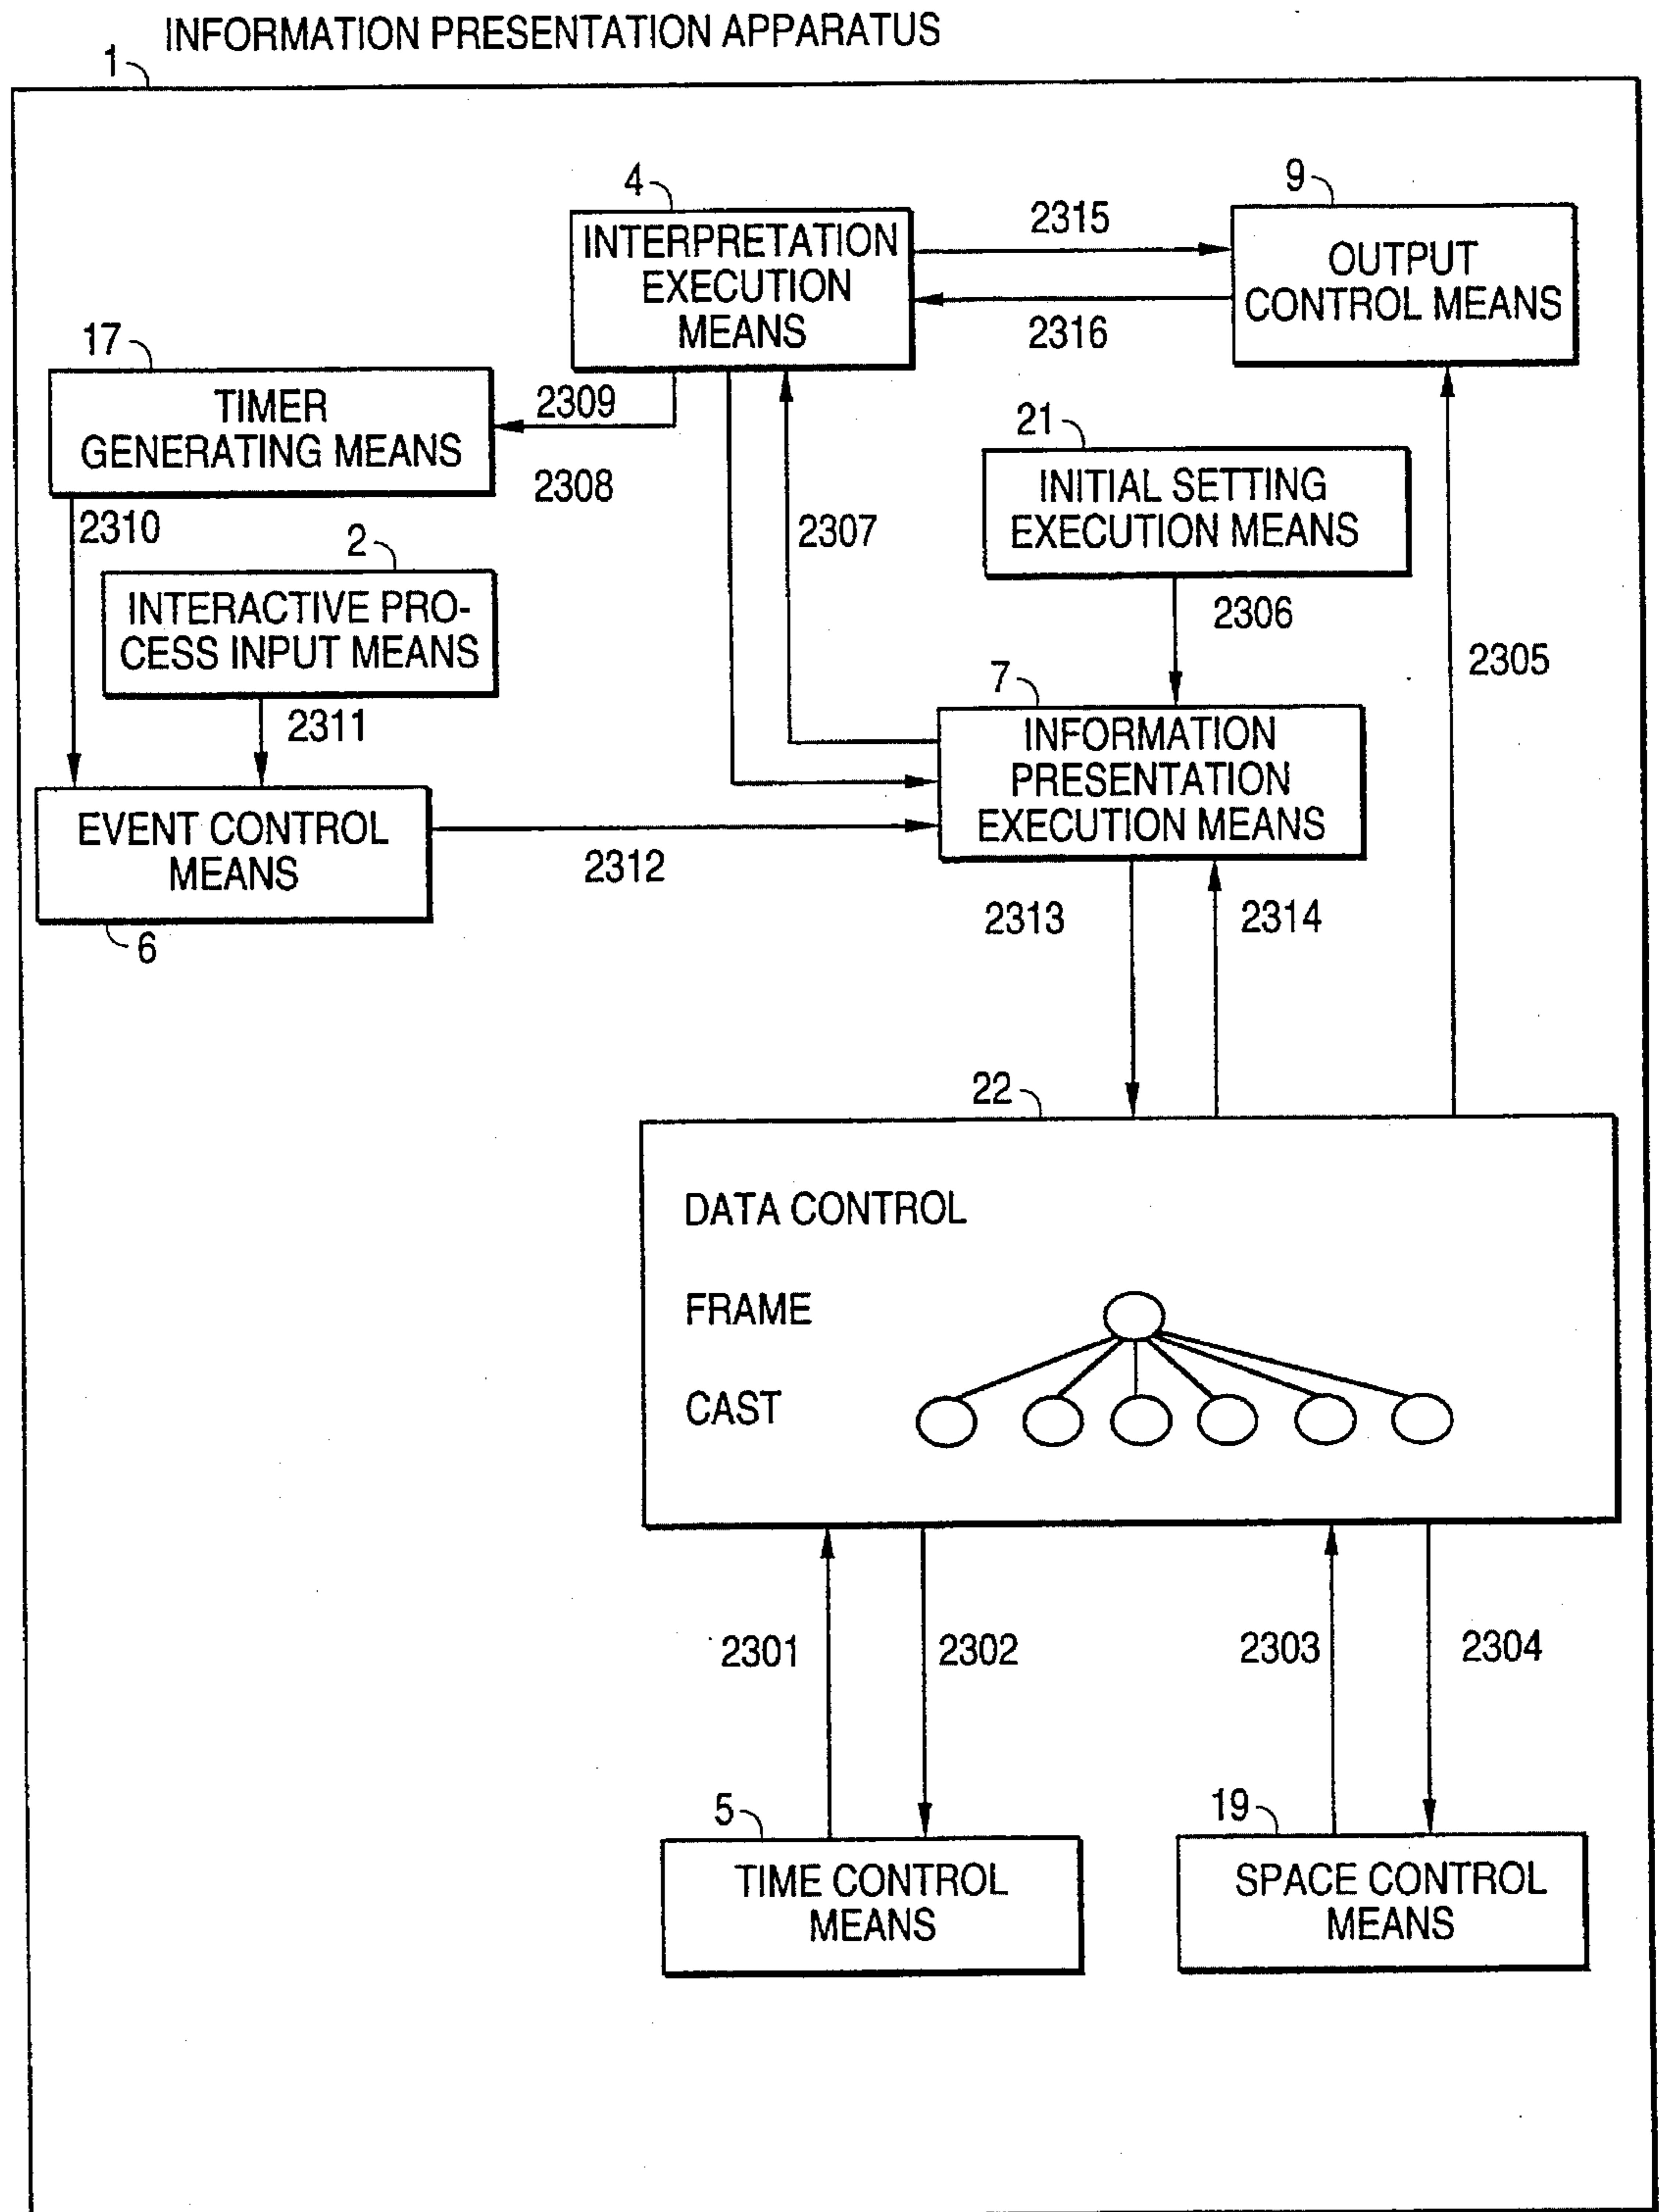 INFORMATION PRESENTATION APPARATUS
1
4
INTERPRETATION
EXECUTION
MEANS
2315
2316
9
OUTPUT
CONTROL MEANS
17
TIMER
GENERATING MEANS
2309
2308
2307
21
INITIAL SETTING
EXECUTION MEANS
2306
2305
2310
2
INTERACTIVE PRO-
CESS INPUT MEANS
2311
7
INFORMATION
PRESENTATION
EXECUTION MEANS
EVENT CONTROL
MEANS
6
2312
2313
2314
22
DATA CONTROL
FRAME
CAST
2301
2302
2303
2304
5
TIME CONTROL
MEANS
19
SPACE CONTROL
MEANS